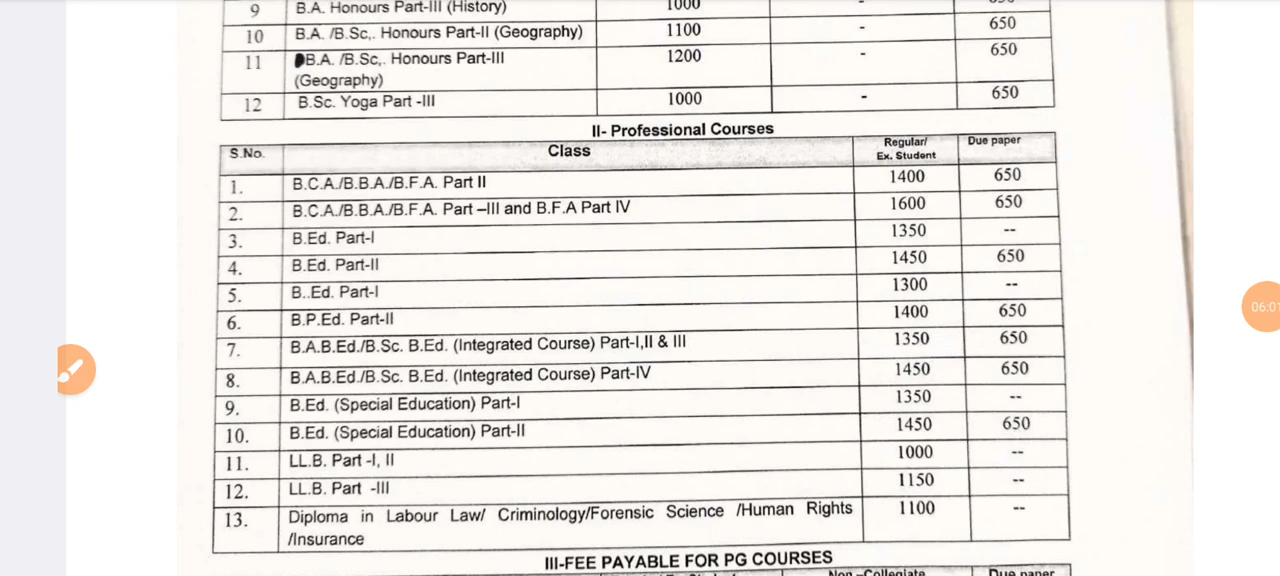 9 B.A. Honours Part-III (History) 1000 -
10 B.A. /B.Sc,. Honours Part-II (Geography) 1100 - 650
11 B.A. /B.Sc,. Honours Part-III 1200 - 650
(Geography)
12 B.Sc. Yoga Part -III 1000 - 650
II- Professional Courses
S.No. Class Regular/ Due paper
Ex. Student
1. B.C.A./B.B.A./B.F.A. Part II 1400 650
2. B.C.A./B.B.A./B.F.A. Part –III and B.F.A Part IV 1600 650
3. B.Ed. Part-I 1350 --
4. B.Ed. Part-II 1450 650
5. B..Ed. Part-I 1300 --
6. B.P.Ed. Part-II 1400 650
7. B.A.B.Ed./B.Sc. B.Ed. (Integrated Course) Part-I,II & III 1350 650
8. B.A.B.Ed./B.Sc. B.Ed. (Integrated Course) Part-IV 1450 650
9. B.Ed. (Special Education) Part-I 1350 --
10. B.Ed. (Special Education) Part-II 1450 650
11. LL.B. Part -I, II 1000 --
12. LL.B. Part -III 1150 --
13. Diploma in Labour Law/ Criminology/Forensic Science /Human Rights 1100 --
/Insurance
III-FEE PAYABLE FOR PG COURSES
Non –Collegiate Due paper
06:01